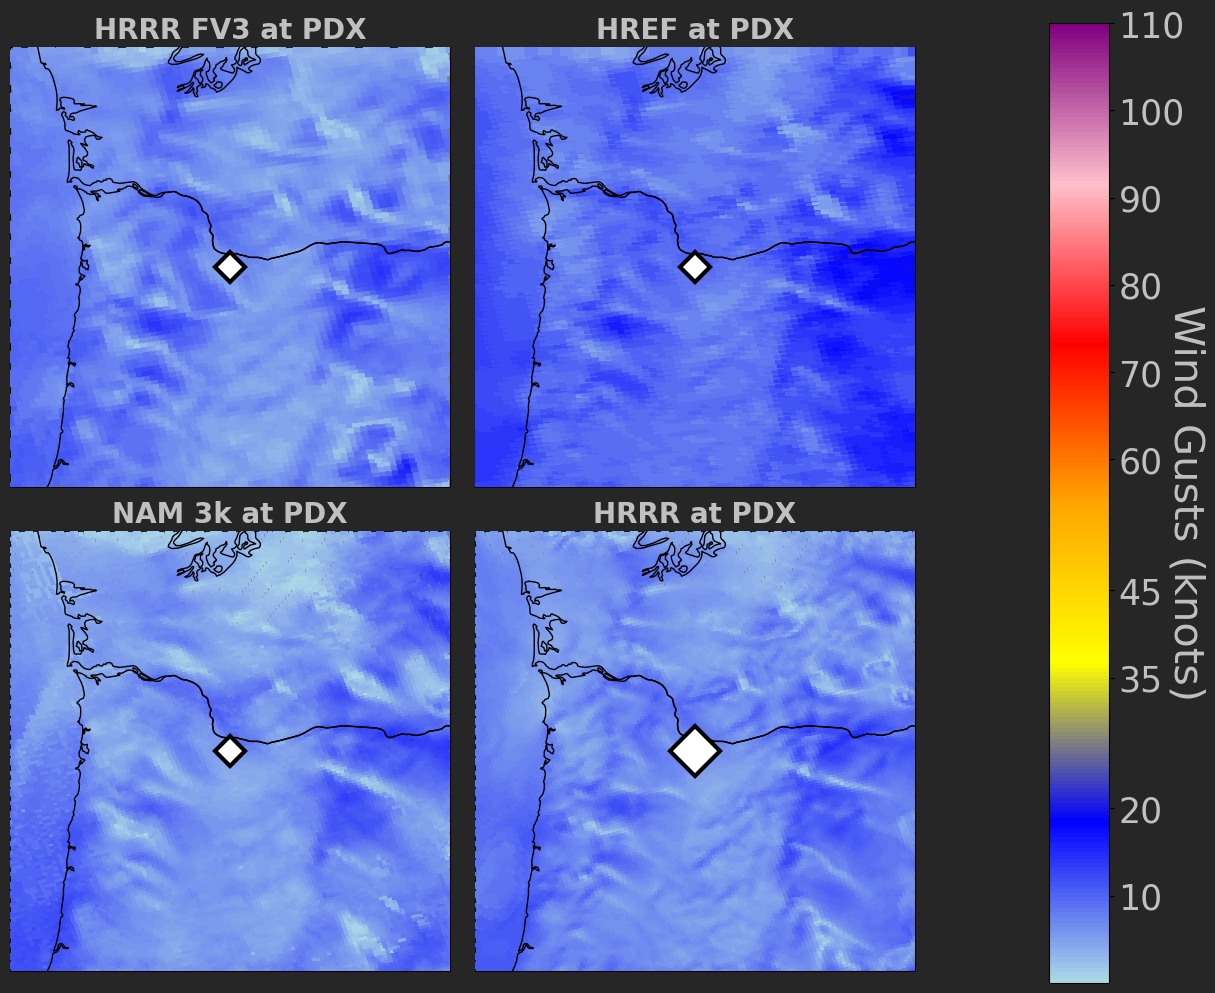 HRRR FV3 at PDX
HREF at PDX
NAM 3k at PDX
HRRR at PDX
110
100
90
80
70
60
45
35
20
10
Wind Gusts (knots)